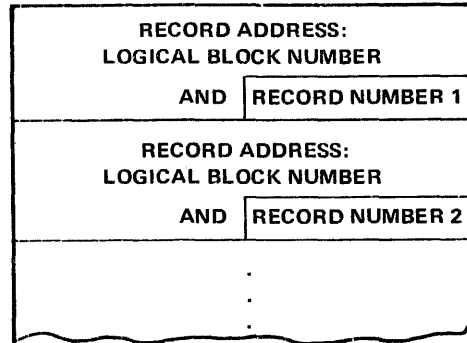 RECORD ADDRESS:
LOGICAL BLOCK NUMBER
AND RECORD NUMBER 1
RECORD ADDRESS:
LOGICAL BLOCK NUMBER
AND RECORD NUMBER 2
.
.
.